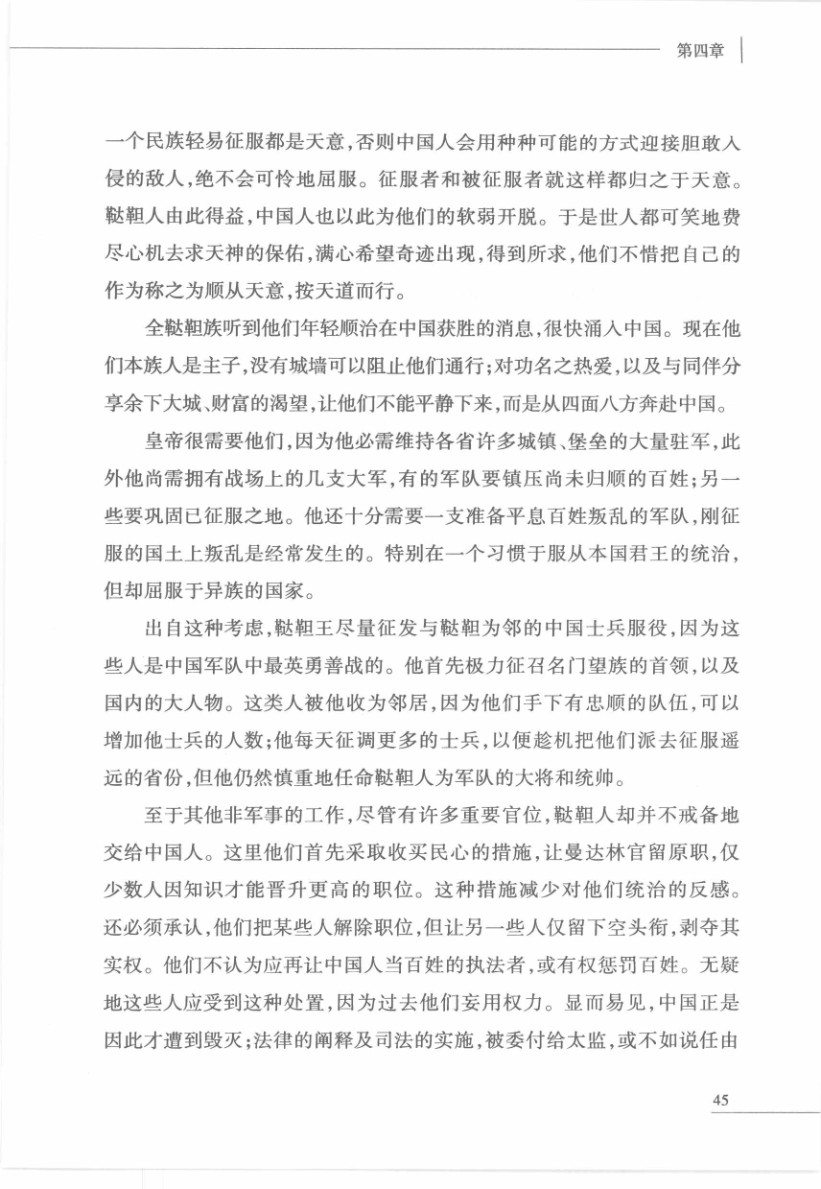 第四章
一个民族轻易征服都是天意,否则中国人会用种种可能的方式迎接胆敢入
侵的敌人,绝不会可怜地屈服。征服者和被征服者就这样都归之于天意。
鞑靼人由此得益,中国人也以此为他们的软弱开脱。于是世人都可笑地费
尽心机去求天神的保佑,满心希望奇迹出现,得到所求,他们不惜把自己的
作为称之为顺从天意,按天道而行。
全鞑靼族听到他们年轻顺治在中国获胜的消息,很快涌入中国。现在他
们本族人是主子,没有城墙可以阻止他们通行;对功名之热爱,以及与同伴分
享余下大城、财富的渴望,让他们不能平静下来,而是从四面八方奔赴中国。
皇帝很需要他们,因为他必需维持各省许多城镇、堡垒的大量驻军,此
外他尚需拥有战场上的几支大军,有的军队要镇压尚未归顺的百姓;另一
些要巩固已征服之地。他还十分需要一支准备平息百姓叛乱的军队,刚征
服的国土上叛乱是经常发生的。特别在一个习惯于服从本国君王的统治,
但却屈服于异族的国家。
出自这种考虑,鞑靼王尽量征发与鞑靼为邻的中国士兵服役,因为这
些人是中国军队中最英勇善战的。他首先极力征召名门望族的首领,以及
国内的大人物。这类人被他收为邻居,因为他们手下有忠顺的队伍,可以
增加他士兵的人数;他每天征调更多的士兵,以便趁机把他们派去征服遥
远的省份,但他仍然慎重地任命鞑靼人为军队的大将和统帅。
至于其他非军事的工作,尽管有许多重要官位,鞑靼人却并不戒备地
交给中国人。这里他们首先采取收买民心的措施,让曼达林官留原职,仅
少数人因知识才能晋升更高的职位。这种措施减少对他们统治的反感。
还必须承认,他们把某些人解除职位,但让另一些人仅留下空头衔,剥夺其
实权。他们不认为应再让中国人当百姓的执法者,或有权惩罚百姓。无疑
地这些人应受到这种处置,因为过去他们妄用权力。显而易见,中国正是
因此才遭到毁灭;法律的阐释及司法的实施,被委付给太监,或不如说任由
45